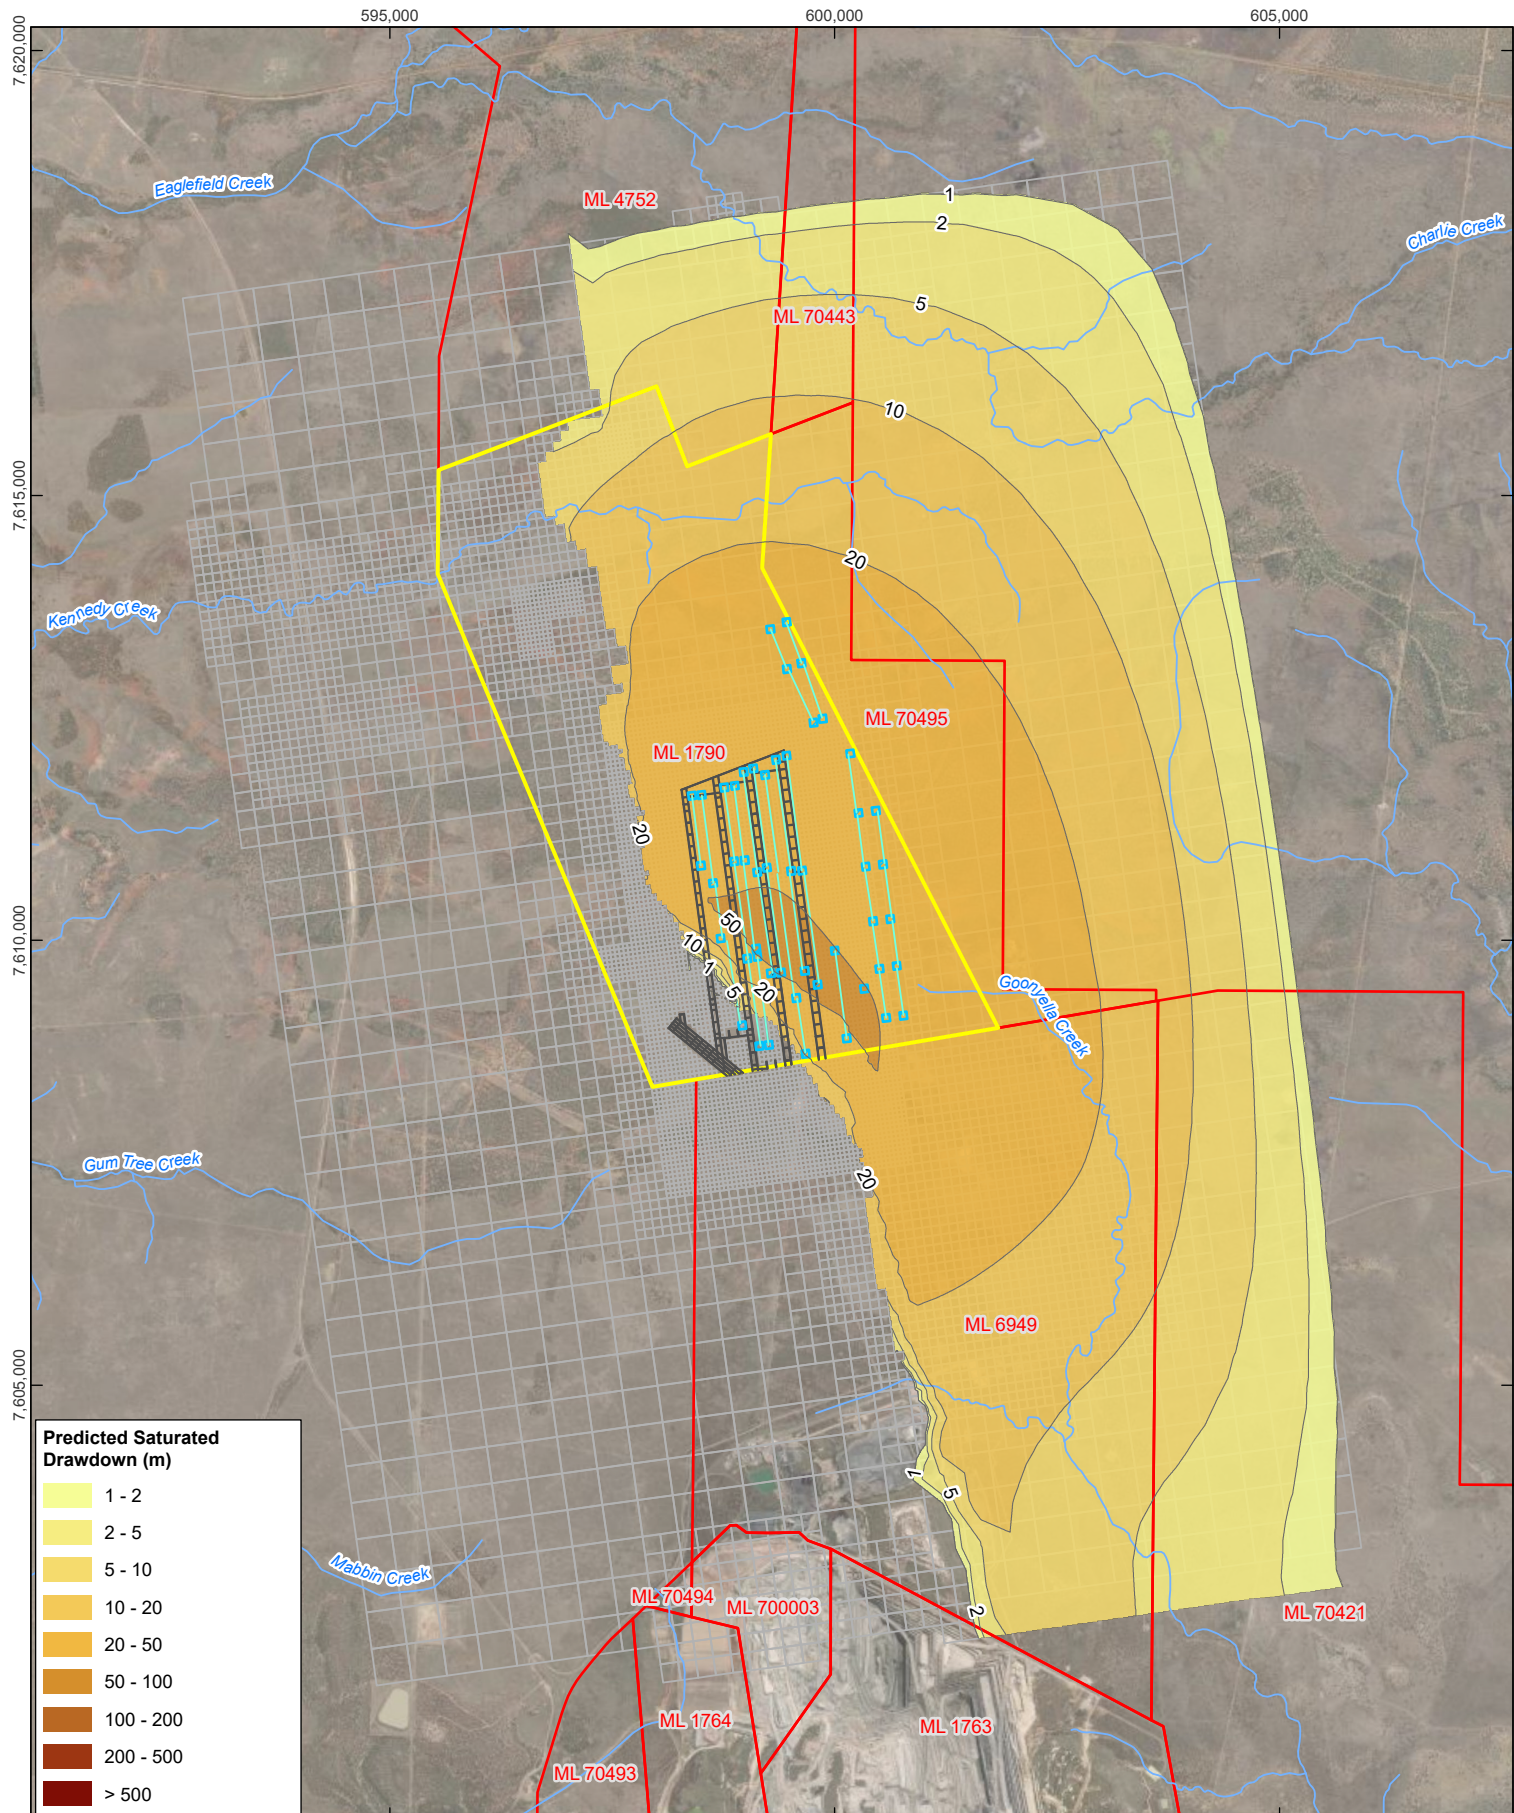 595,000
600,000
605,000
7,620,000
7,615,000
7,610,000
7,605,000
Eaglefield Creek
ML 4752
1
2
Charlie Creek
5
ML 70443
10
20
Kennedy Creek
ML 70495
ML 1790
20
50
10
1
5
20
Goonyella Creek
Gum Tree Creek
20
ML 6949
1
5
Mabbin Creek
ML 70494
ML 700003
2
ML 70421
ML 1764
ML 1763
ML 70493
Predicted Saturated
Drawdown (m)
1 - 2
2 - 5
5 - 10
10 - 20
20 - 50
50 - 100
100 - 200
200 - 500
> 500